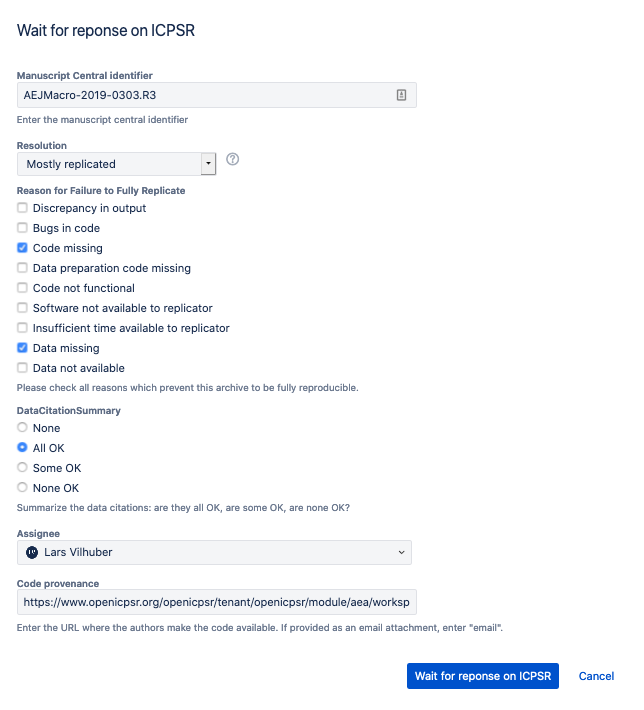 Wait for reponse on ICPSR
Manuscript Central identifier
AEJMacro-2019-0303.R3
Enter the manuscript central identifier
Resolution
Mostly replicated
Reason for Failure to Fully Replicate
Discrepancy in output
Bugs in code
Code missing
Data preparation code missing
Code not functional
Software not available to replicator
Insufficient time available to replicator
Data missing
Data not available
Please check all reasons which prevent this archive to be fully reproducible.
DataCitationSummary
None
All OK
Some OK
None OK
Summarize the data citations: are they all OK, are some OK, are none OK?
Assignee
Lars Vilhuber
Code provenance
https://www.openicpsr.org/openicpsr/tenant/openicpsr/module/aea/worksp
Enter the URL where the authors make the code available. If provided as an email attachment, enter "email".
Wait for reponse on ICPSR Cancel